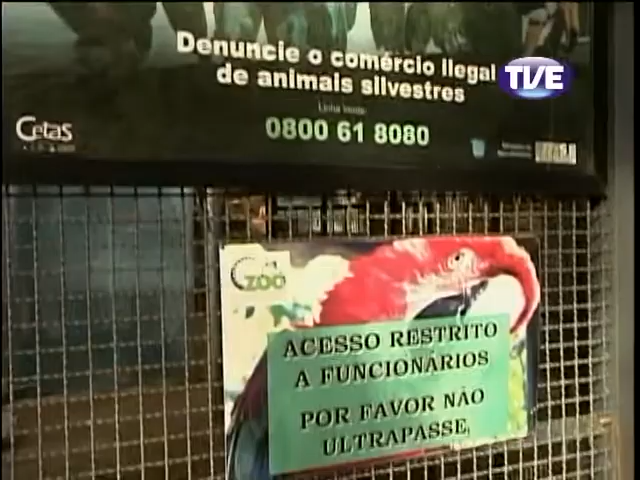 Denuncie o comércio ilegal
de animais silvestres
TVE
Linha Verde
0800 61 8080
Cetas
ZOO
ACESSO RESTRITO
A FUNCIONÁRIOS
POR FAVOR NÃO
ULTRAPASSE.